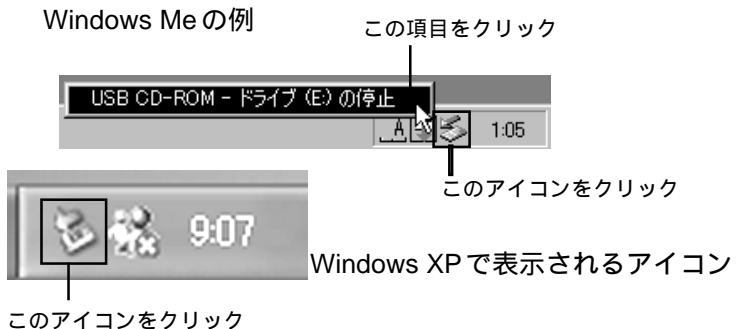 Windows Meの例
この項目をクリック
USB CD-ROM - ドライブ (E:) の停止
A
1:05
このアイコンをクリック
9:07
Windows XPで表示されるアイコン
このアイコンをクリック